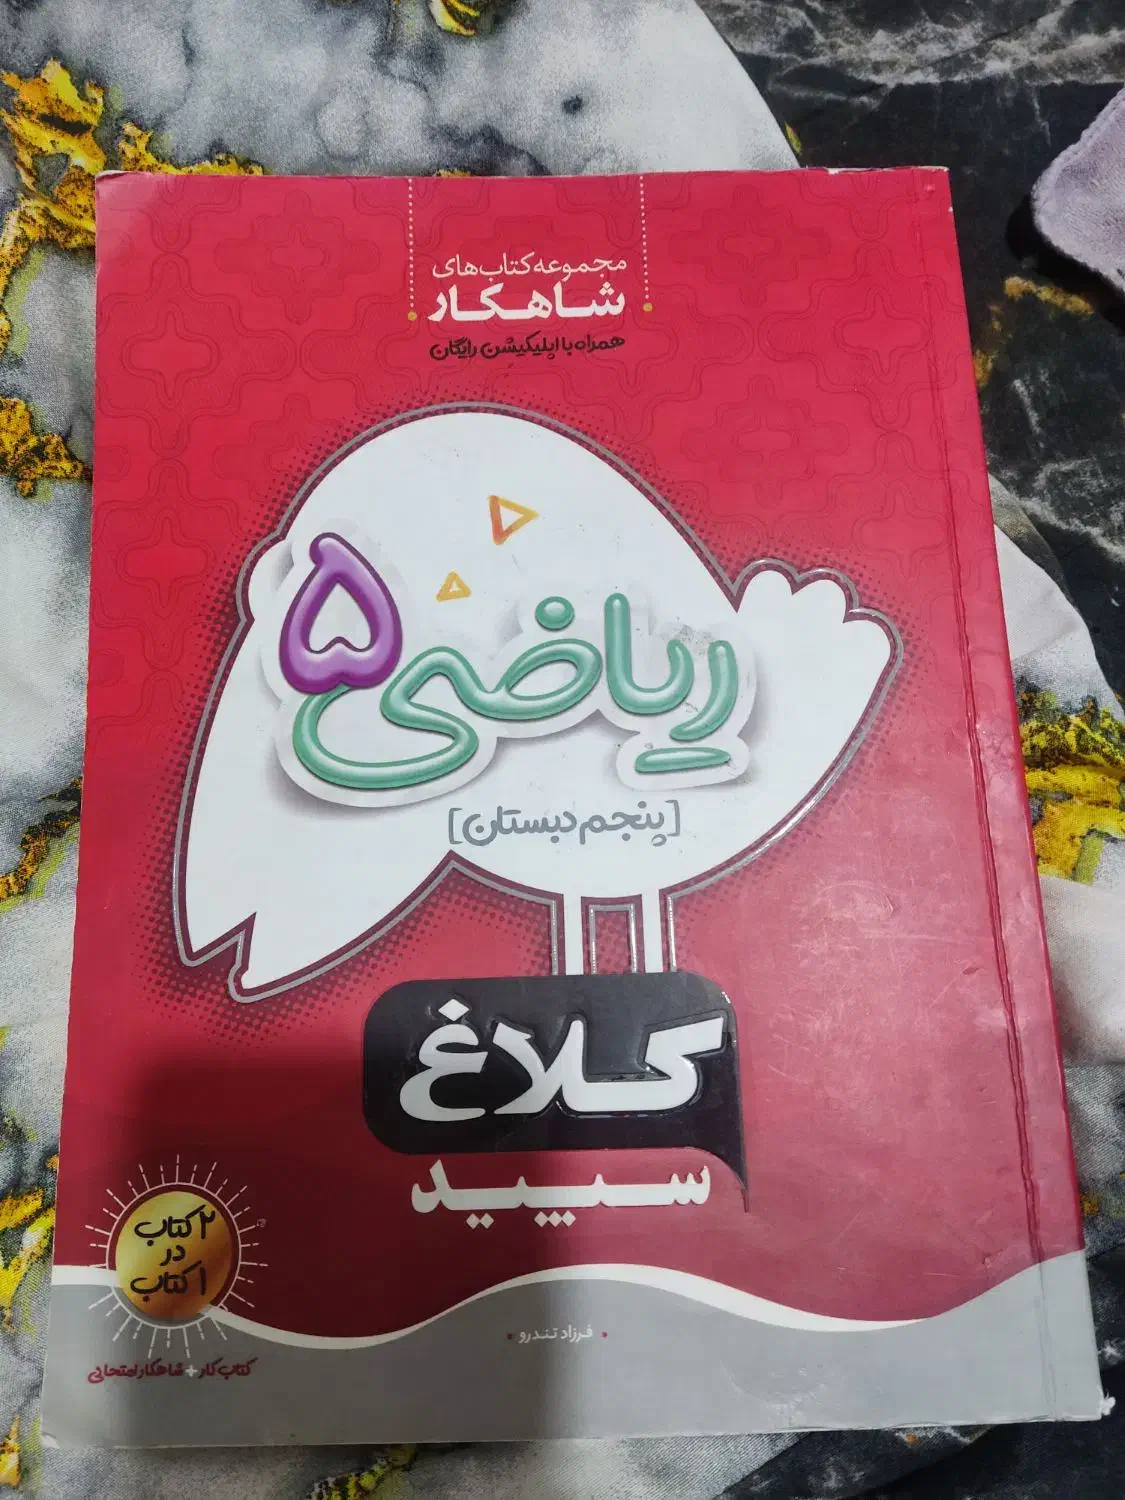 مجموعه کتاب‌های
شاهکار
همراه با اپلیکیشن رایگان
ریاضی ۵
[پنجم دبستان]
کلاغ
سپید
۲ کتاب
در
۱ کتاب
کتاب کار + شاهکار امتحانی
• فرزاد تندرو •